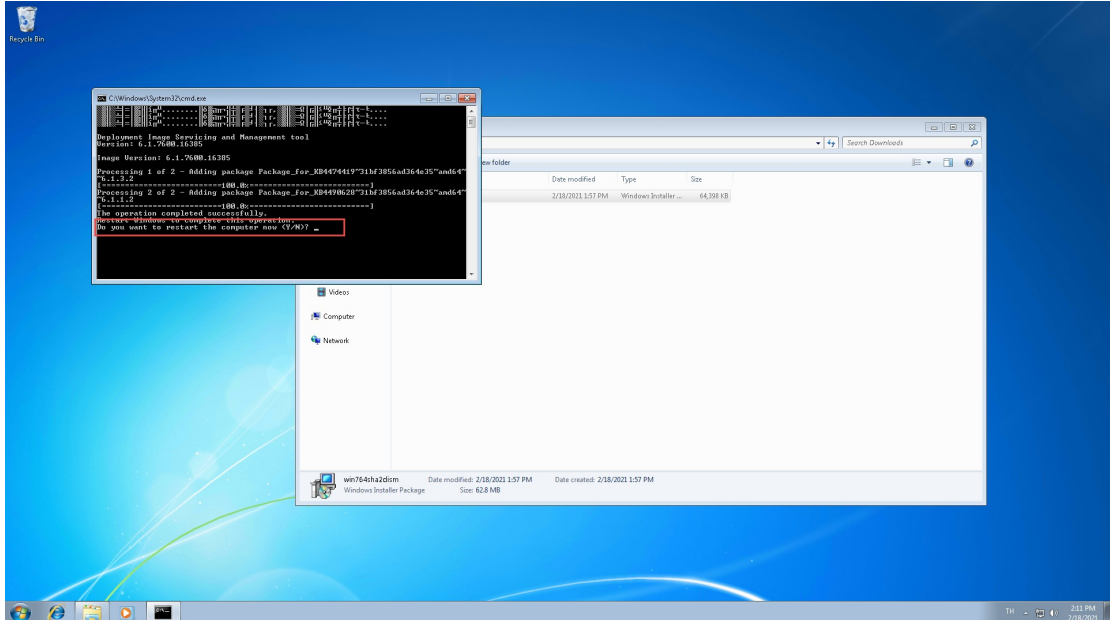 Recycle Bin
C:\Windows\System32\cmd.exe
Deployment Image Servicing and Management tool
Version: 6.1.7600.16385
Image Version: 6.1.7600.16385
Processing 1 of 2 - Adding package Package_for_KB4474419~31bf3856ad364e35~amd64~
~6.1.3.2
[===========================100.0%===========================]
Processing 2 of 2 - Adding package Package_for_KB4490628~31bf3856ad364e35~amd64~
~6.1.1.2
[===========================100.0%===========================]
The operation completed successfully.
Restart Windows to complete this operation.
Do you want to restart the computer now (Y/N)? _
Search Downloads
ew folder
Date modified Type Size
2/18/2021 1:57 PM Windows Installer ... 64,398 KB
Videos
Computer
Network
win764sha2dism Date modified: 2/18/2021 1:57 PM Date created: 2/18/2021 1:57 PM
Windows Installer Package Size: 62.8 MB
TH 2:11 PM
2/18/2021